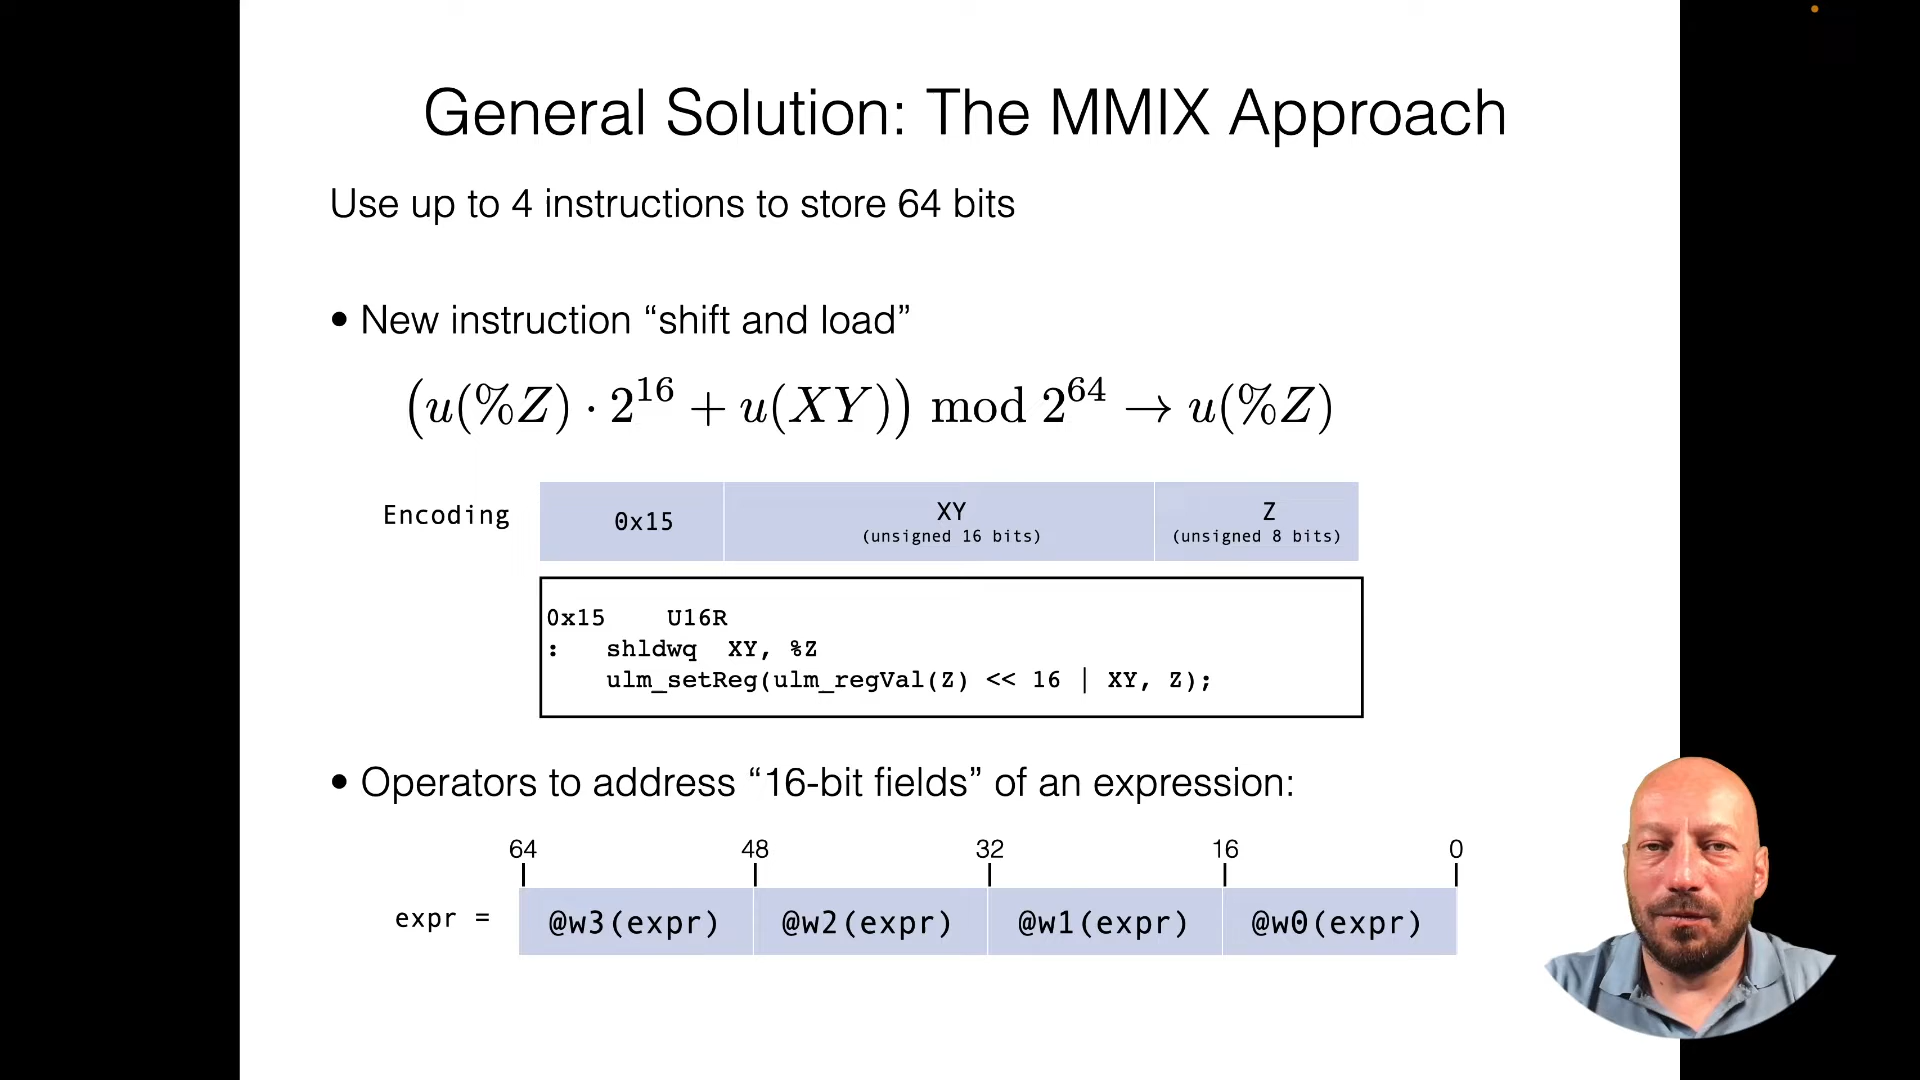 General Solution: The MMIX Approach
Use up to 4 instructions to store 64 bits
• New instruction “shift and load”
(u(%Z) · 2^16 + u(XY)) mod 2^64 → u(%Z)
Encoding 0x15 XY Z
(unsigned 16 bits) (unsigned 8 bits)
0x15 U16R
: shldwq XY, %Z
ulm_setReg(ulm_regVal(Z) << 16 | XY, Z);
• Operators to address “16-bit fields” of an expression:
64 48 32 16 0
expr = @w3(expr) @w2(expr) @w1(expr) @w0(expr)